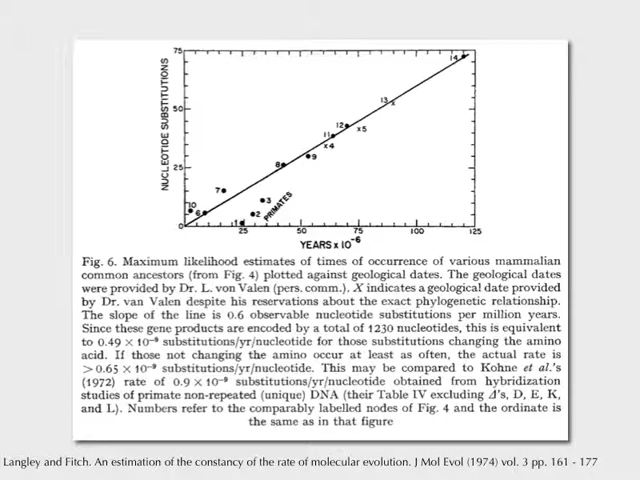 75
50
25
0
NUCLEOTIDE SUBSTITUTIONS
14
13
12
x5
11
x4
8
9
7
10
6
3
2
1
PRIMATES
25
50
75
100
125
YEARS x 10⁻⁶
Fig. 6. Maximum likelihood estimates of times of occurrence of various mammalian
common ancestors (from Fig. 4) plotted against geological dates. The geological dates
were provided by Dr. L. von Valen (pers. comm.). X indicates a geological date provided
by Dr. van Valen despite his reservations about the exact phylogenetic relationship.
The slope of the line is 0.6 observable nucleotide substitutions per million years.
Since these gene products are encoded by a total of 1230 nucleotides, this is equivalent
to 0.49 × 10⁻⁹ substitutions/yr/nucleotide for those substitutions changing the amino
acid. If those not changing the amino occur at least as often, the actual rate is
>0.65 × 10⁻⁹ substitutions/yr/nucleotide. This may be compared to Kohne et al.'s
(1972) rate of 0.9 × 10⁻⁹ substitutions/yr/nucleotide obtained from hybridization
studies of primate non-repeated (unique) DNA (their Table IV excluding Δ's, D, E, K,
and L). Numbers refer to the comparably labelled nodes of Fig. 4 and the ordinate is
the same as in that figure
Langley and Fitch. An estimation of the constancy of the rate of molecular evolution. J Mol Evol (1974) vol. 3 pp. 161 - 177